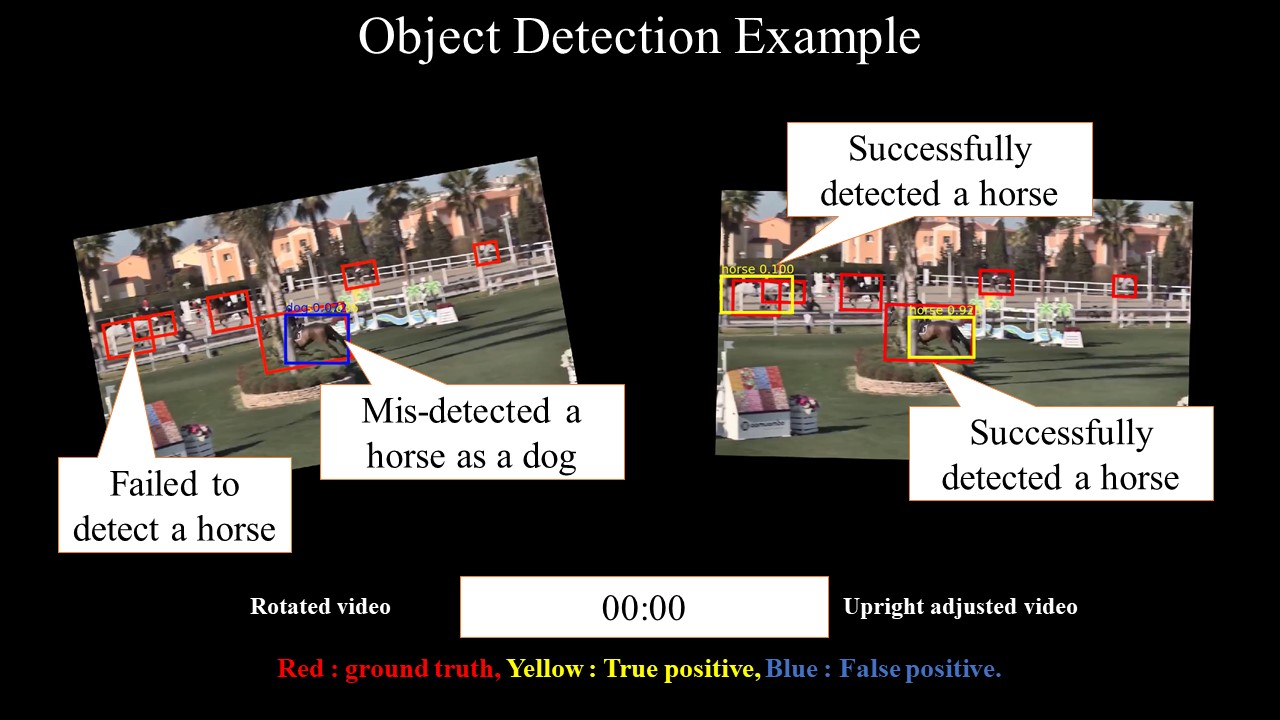 Object Detection Example
Successfully
detected a horse
horse 0.100
dog 0.07
horse 0.92
Mis-detected a
horse as a dog
Successfully
detected a horse
Failed to
detect a horse
Rotated video
00:00
Upright adjusted video
Red : ground truth, Yellow : True positive, Blue : False positive.